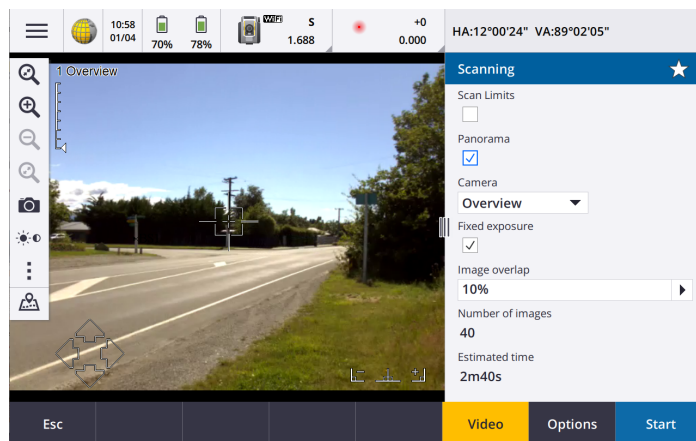 10:58
01/04
70%
78%
WiFi
S
1.688
+0
0.000
HA:12°00'24" VA:89°02'05"
1 Overview
Scanning
Scan Limits
Panorama
Camera
Overview
Fixed exposure
Image overlap
10%
Number of images
40
Estimated time
2m40s
Esc
Video
Options
Start